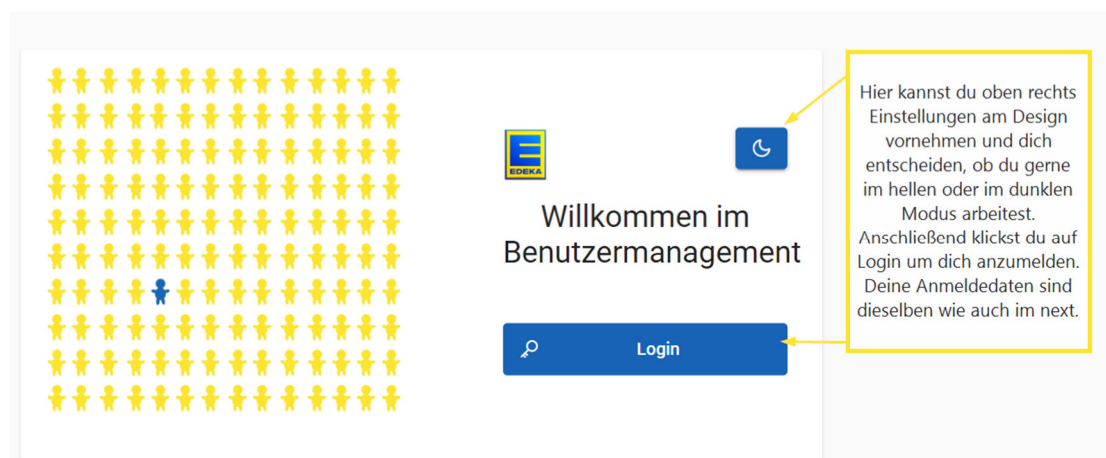 EDEKA
Willkommen im
Benutzermanagement
Login
Hier kannst du oben rechts
Einstellungen am Design
vornehmen und dich
entscheiden, ob du gerne
im hellen oder im dunklen
Modus arbeitest.
Anschließend klickst du auf
Login um dich anzumelden.
Deine Anmeldedaten sind
dieselben wie auch im next.